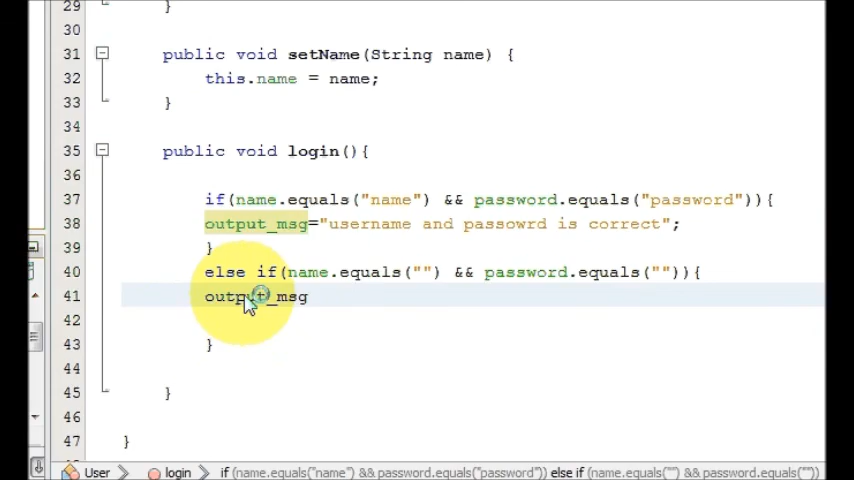 29 }
30
31 public void setName(String name) {
32 this.name = name;
33 }
34
35 public void login(){
36
37 if(name.equals("name") && password.equals("password")){
38 output_msg="username and passowrd is correct";
39 }
40 else if(name.equals("") && password.equals("")){
41 output_msg
42
43 }
44
45 }
46
47 }
User login if (name.equals("name") && password.equals("password")) else if (name.equals("") && password.equals(""))